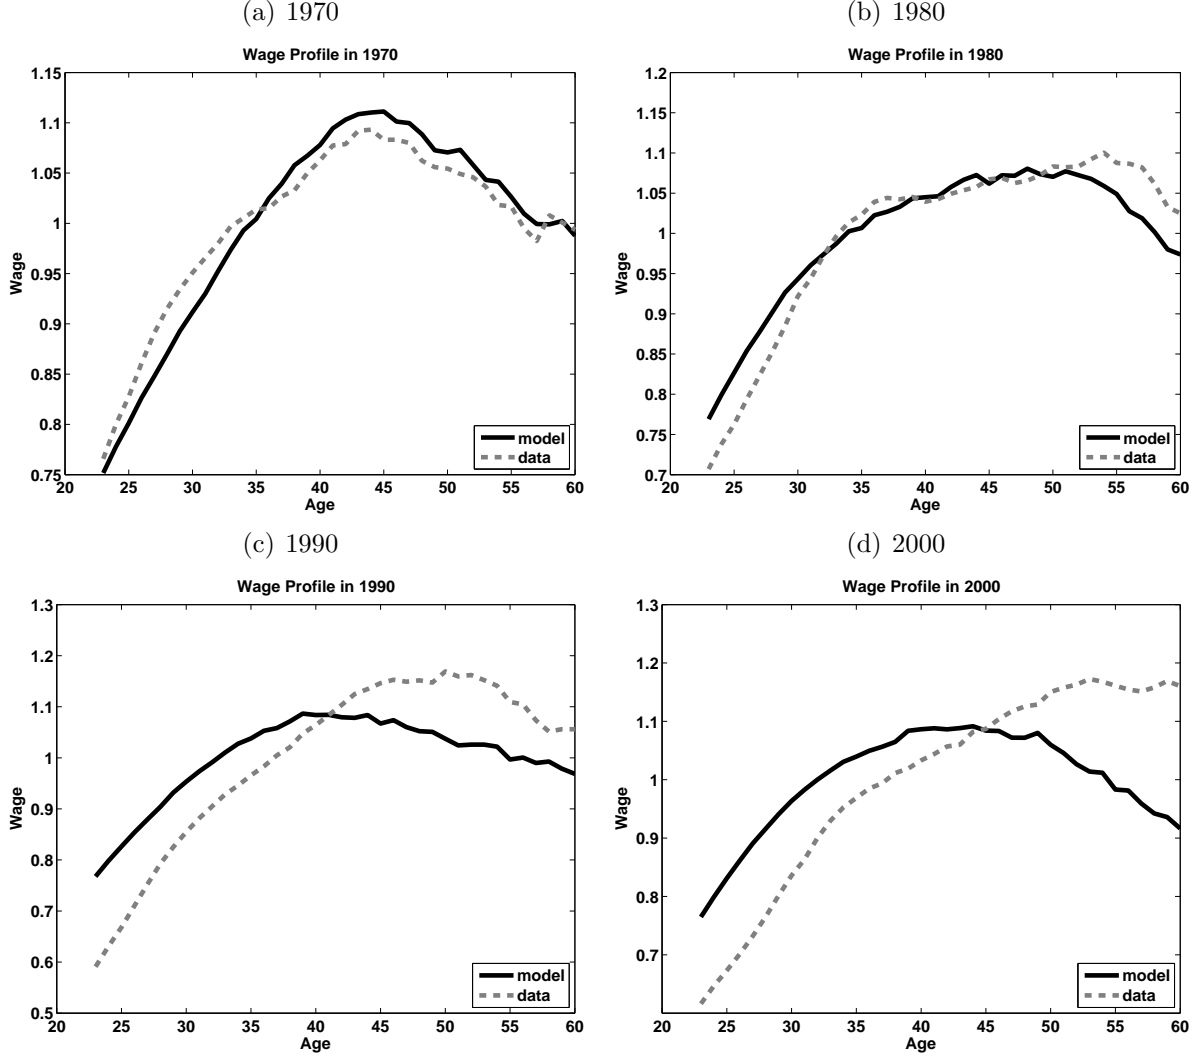 (a) 1970
Wage Profile in 1970
1.15
1.1
1.05
1
0.95
0.9
0.85
0.8
0.75
Wage
20 25 30 35 40 45 50 55 60
Age
model
data
(b) 1980
Wage Profile in 1980
1.2
1.15
1.1
1.05
1
0.95
0.9
0.85
0.8
0.75
0.7
Wage
20 25 30 35 40 45 50 55 60
Age
model
data
(c) 1990
Wage Profile in 1990
1.3
1.2
1.1
1
0.9
0.8
0.7
0.6
0.5
Wage
20 25 30 35 40 45 50 55 60
Age
model
data
(d) 2000
Wage Profile in 2000
1.3
1.2
1.1
1
0.9
0.8
0.7
Wage
20 25 30 35 40 45 50 55 60
Age
model
data